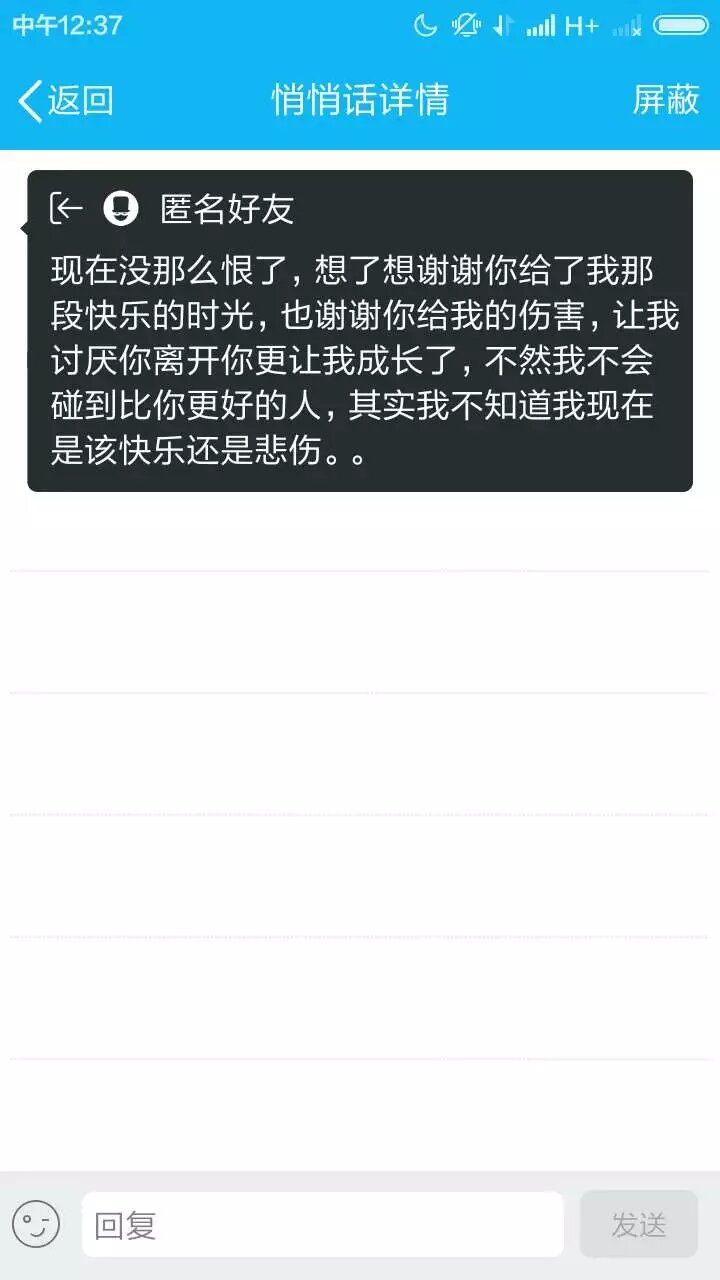 中午12:37 H+
返回 悄悄话详情 屏蔽
匿名好友
现在没那么恨了，想了想谢谢你给了我那
段快乐的时光，也谢谢你给我的伤害，让我
讨厌你离开你更让我成长了，不然我不会
碰到比你更好的人，其实我不知道我现在
是该快乐还是悲伤。。
回复 发送